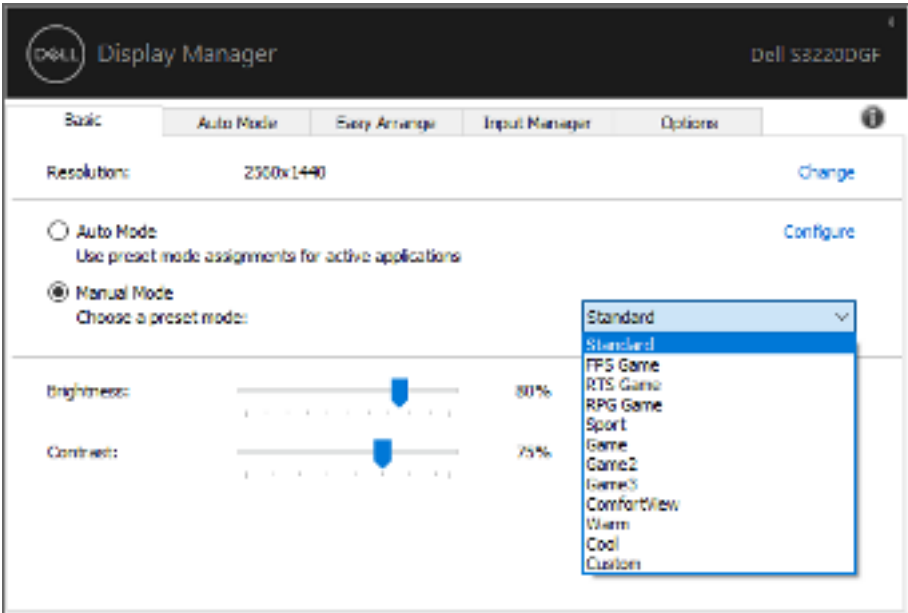 DELL Display Manager Dell S3220DGF
Basic Auto Mode Easy Arrange Input Manager Options
Resolution: 2560x1440 Change
Auto Mode Configure
Use preset mode assignments for active applications
Manual Mode
Choose a preset mode: Standard
Standard
FPS Game
RTS Game
RPG Game
Sport
Game
Game2
Game3
ComfortView
Warm
Cool
Custom
Brightness: 80%
Contrast: 75%